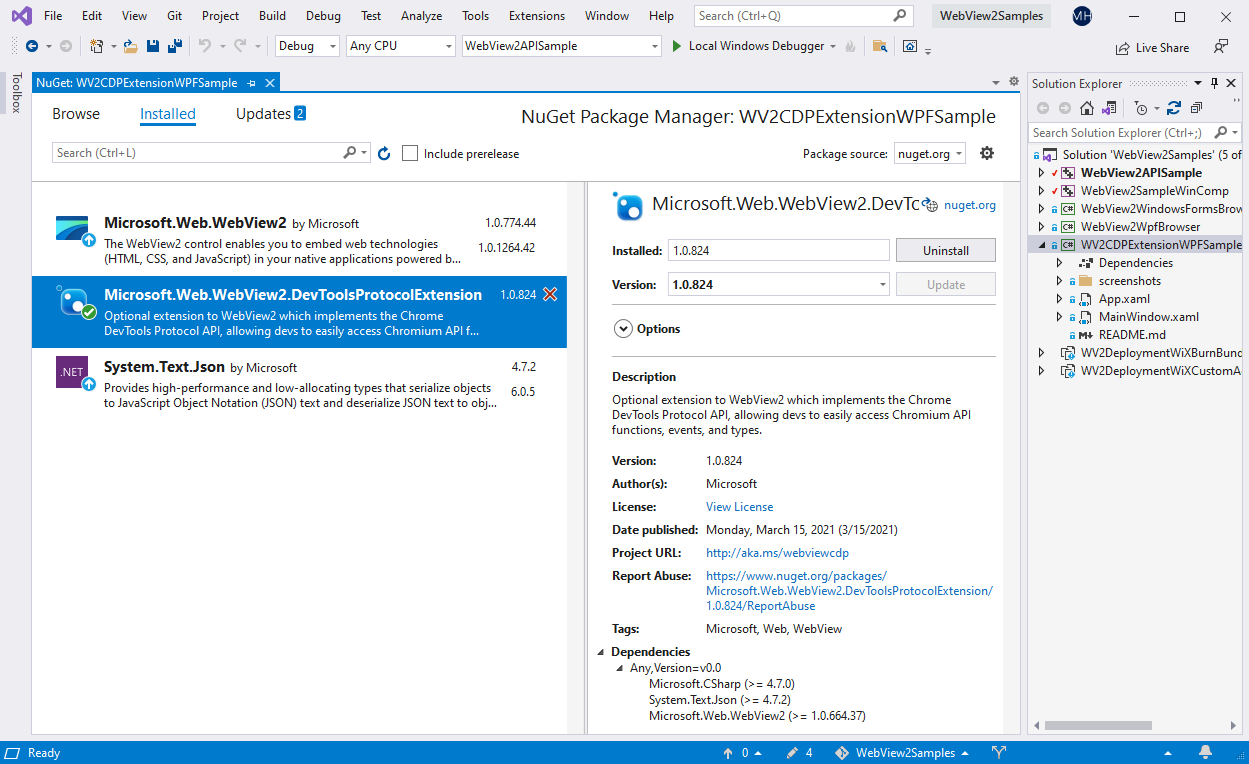 File Edit View Git Project Build Debug Test Analyze Tools Extensions Window Help Search (Ctrl+Q) WebView2Samples MH
Debug Any CPU WebView2APISample Local Windows Debugger Live Share
Toolbox
NuGet: WV2CDPExtensionWPFSample
Browse Installed Updates 2
NuGet Package Manager: WV2CDPExtensionWPFSample
Search (Ctrl+L) Include prerelease Package source: nuget.org
Microsoft.Web.WebView2 by Microsoft 1.0.774.44
The WebView2 control enables you to embed web technologies 1.0.1264.42
(HTML, CSS, and JavaScript) in your native applications powered b...
Microsoft.Web.WebView2.DevToolsProtocolExtension 1.0.824
Optional extension to WebView2 which implements the Chrome
DevTools Protocol API, allowing devs to easily access Chromium API f...
.NET
System.Text.Json by Microsoft 4.7.2
Provides high-performance and low-allocating types that serialize objects 6.0.5
to JavaScript Object Notation (JSON) text and deserialize JSON text to obj...
Microsoft.Web.WebView2.DevTc nuget.org
Installed: 1.0.824 Uninstall
Version: 1.0.824 Update
Options
Description
Optional extension to WebView2 which implements the Chrome
DevTools Protocol API, allowing devs to easily access Chromium API
functions, events, and types.
Version: 1.0.824
Author(s): Microsoft
License: View License
Date published: Monday, March 15, 2021 (3/15/2021)
Project URL: http://aka.ms/webviewcdp
Report Abuse: https://www.nuget.org/packages/
Microsoft.Web.WebView2.DevToolsProtocolExtension/
1.0.824/ReportAbuse
Tags: Microsoft, Web, WebView
Dependencies
Any,Version=v0.0
Microsoft.CSharp (>= 4.7.0)
System.Text.Json (>= 4.7.2)
Microsoft.Web.WebView2 (>= 1.0.664.37)
Solution Explorer
Search Solution Explorer (Ctrl+;)
Solution 'WebView2Samples' (5 of
WebView2APISample
WebView2SampleWinComp
C# WebView2WindowsFormsBrow
C# WebView2WpfBrowser
C# WV2CDPExtensionWPFSample
Dependencies
screenshots
App.xaml
MainWindow.xaml
M README.md
WV2DeploymentWiXBurnBund
WV2DeploymentWiXCustomA
Ready 0 4 WebView2Samples